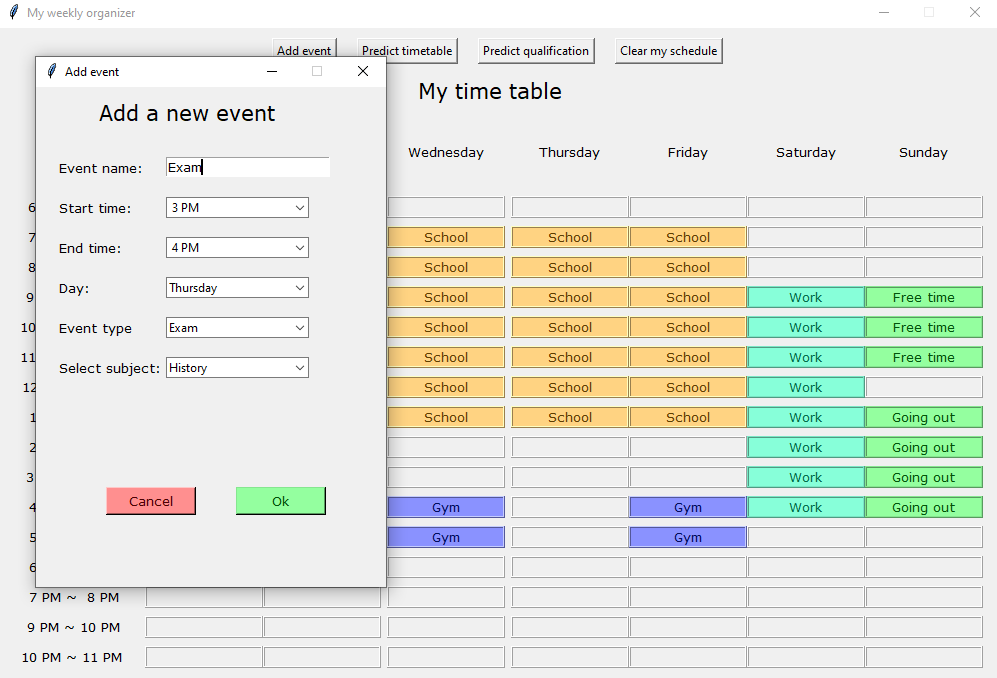 My weekly organizer
Add event Predict timetable Predict qualification Clear my schedule
Add event
My time table
Add a new event
Wednesday Thursday Friday Saturday Sunday
Event name: Exam
Start time: 3 PM
End time: 4 PM
Day: Thursday
Event type Exam
Select subject: History
Cancel Ok
6
7 School School School
8 School School School
9 School School School Work Free time
10 School School School Work Free time
11 School School School Work Free time
12 School School School Work
1 School School School Work Going out
2 Work Going out
3 Work Going out
4 Gym Gym Work Going out
5 Gym Gym
6
7 PM ~ 8 PM
9 PM ~ 10 PM
10 PM ~ 11 PM